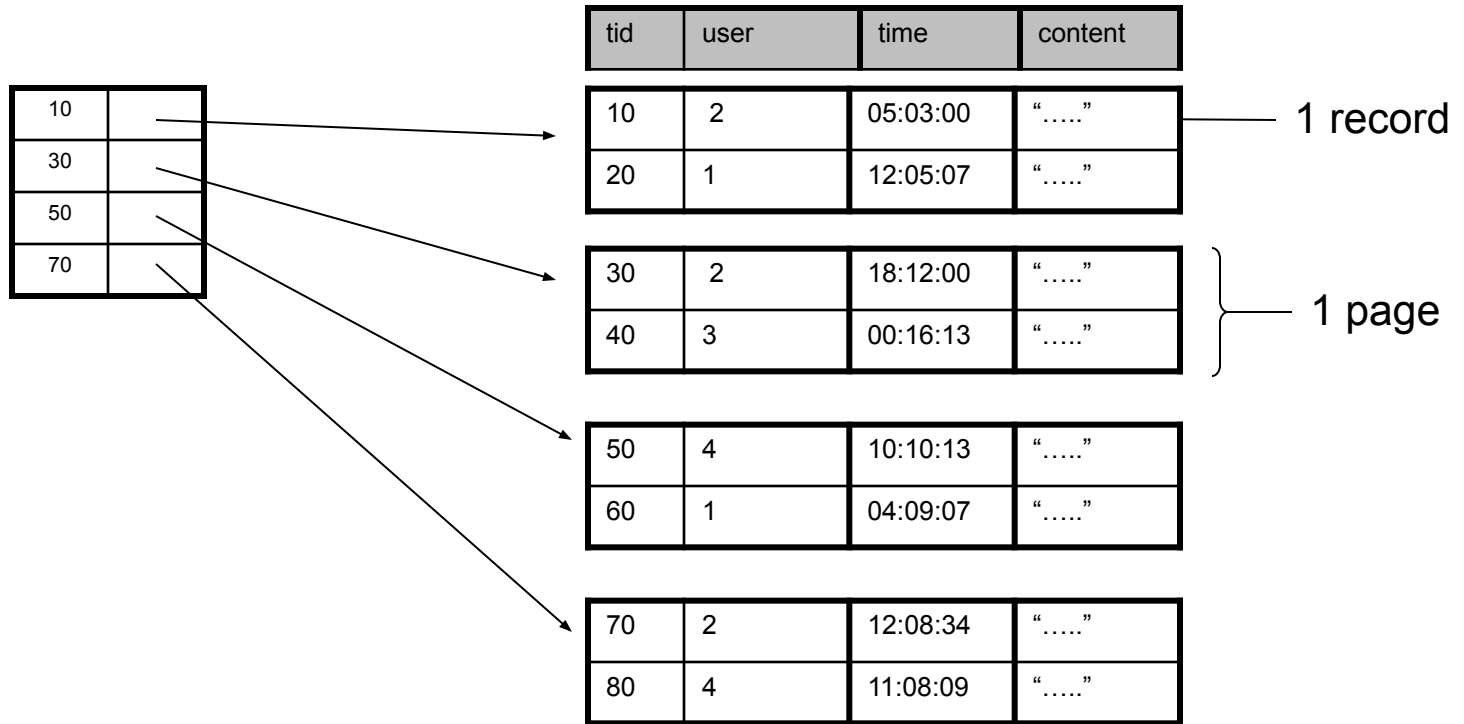 tid user time content
10
30
50
70
10 2 05:03:00 “…..”
20 1 12:05:07 “…..”
1 record
30 2 18:12:00 “…..”
40 3 00:16:13 “…..”
1 page
50 4 10:10:13 “…..”
60 1 04:09:07 “…..”
70 2 12:08:34 “…..”
80 4 11:08:09 “…..”